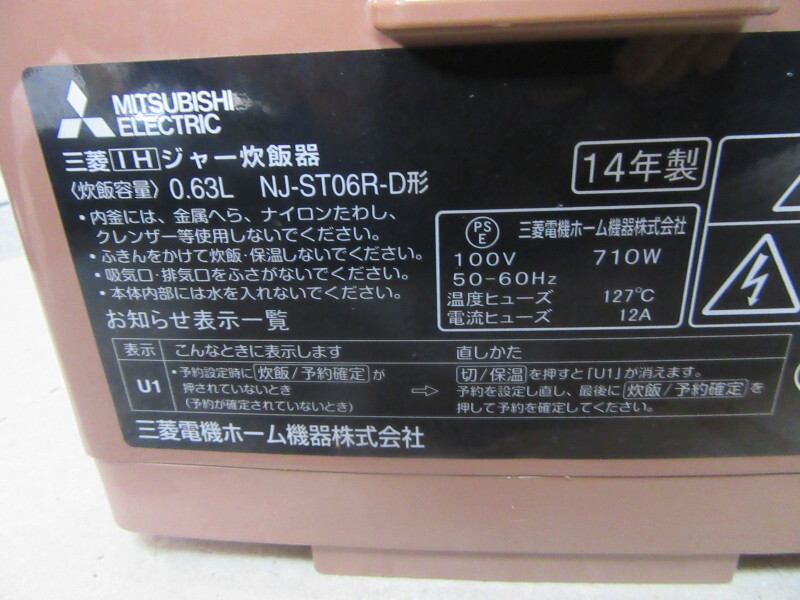 MITSUBISHI
ELECTRIC
三菱IHジャー炊飯器
〈炊飯容量〉 0.63L NJ-ST06R-D形
14年製
・内釜には、金属へら、ナイロンたわし、
クレンザー等使用しないでください。
・ふきんをかけて炊飯・保温しないでください。
・吸気口・排気口をふさがないでください。
・本体内部には水を入れないでください。
PS
E
三菱電機ホーム機器株式会社
100V 710W
50-60Hz
温度ヒューズ 127℃
電流ヒューズ 12A
お知らせ表示一覧
表示 こんなときに表示します 直しかた
U1
・予約設定時に 炊飯/予約確定 が
押されていないとき
(予約が確定されていないとき)
⇨
切/保温 を押すと「U1」が消えます。
予約を設定し直し、最後に 炊飯/予約確定 を
押して予約を確定してください。
三菱電機ホーム機器株式会社